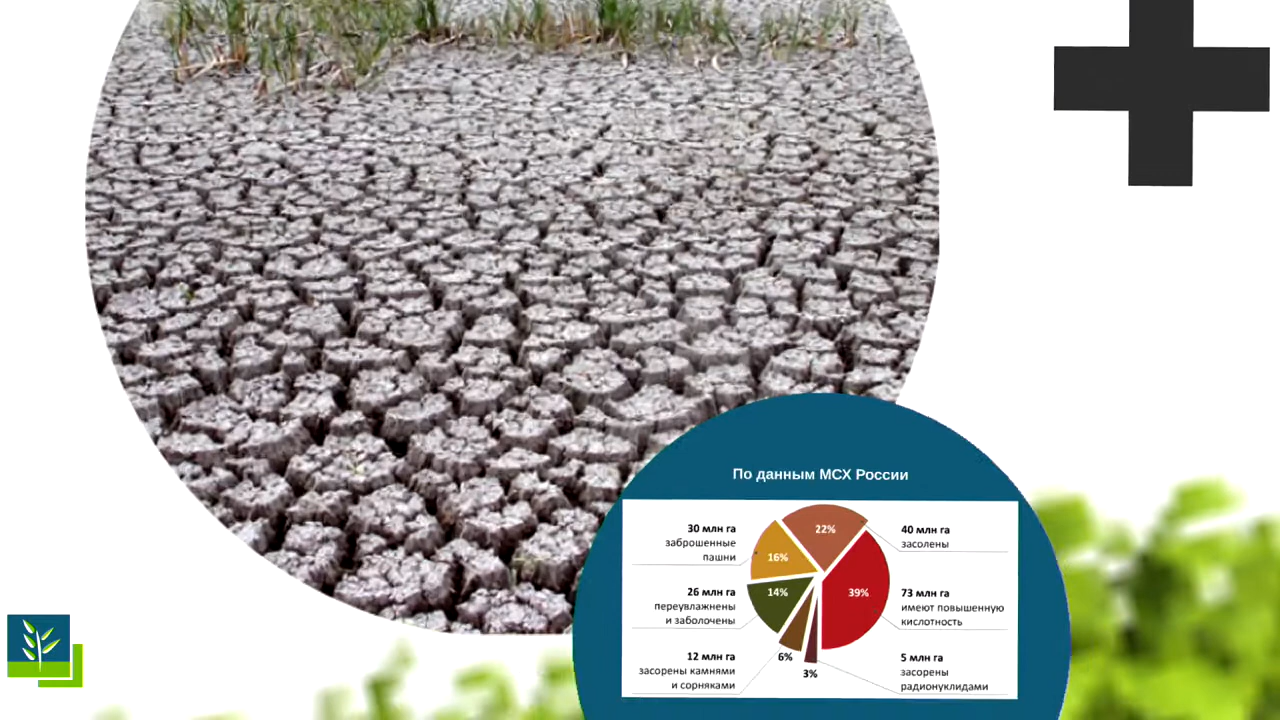 По данным МСХ России
30 млн га
заброшенные
пашни
16%
22%
40 млн га
засолены
26 млн га
переувлажнены
и заболочены
14%
39%
73 млн га
имеют повышенную
кислотность
12 млн га
засорены камнями
и сорняками
6%
3%
5 млн га
засорены
радионуклидами